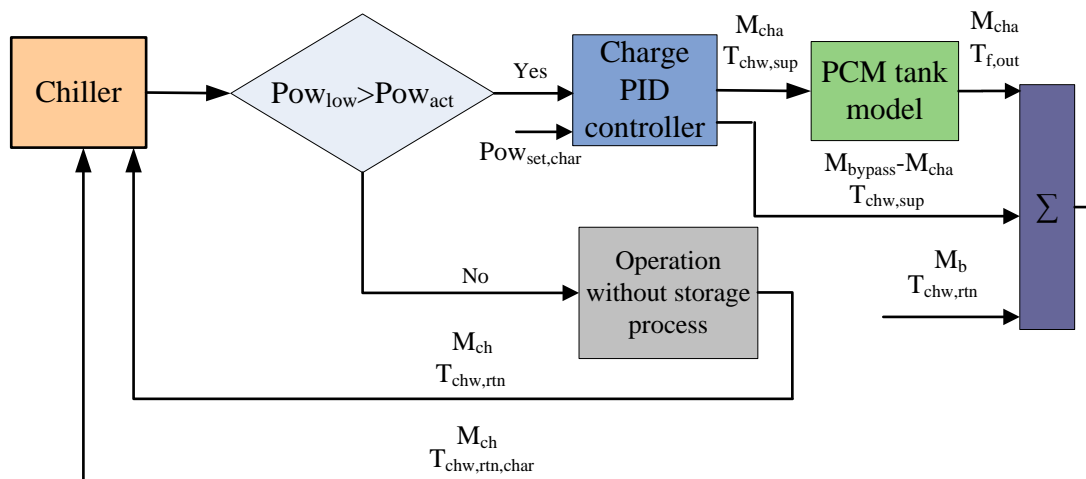 Chiller
Pow_low>Pow_act
Yes
Pow_set,char
Charge
PID
controller
M_cha
T_chw,sup
PCM tank
model
M_cha
T_f,out
M_bypass-M_cha
T_chw,sup
M_b
T_chw,rtn
Σ
No
Operation
without storage
process
M_ch
T_chw,rtn
M_ch
T_chw,rtn,char